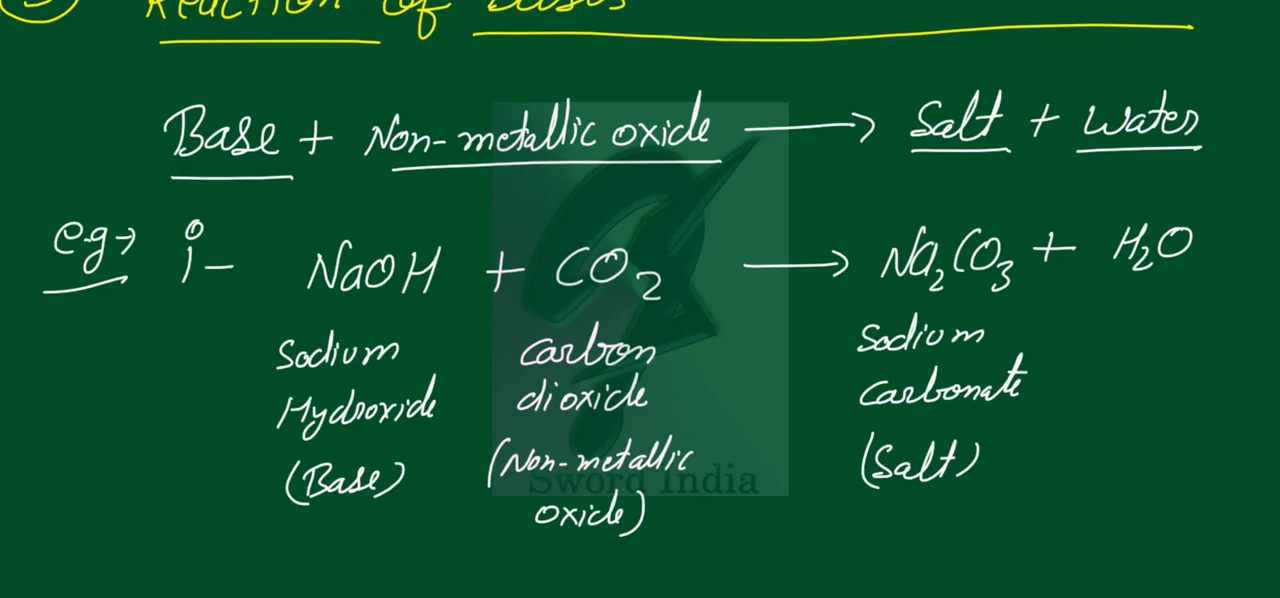 Reaction of Bases
Base + Non-metallic oxide → Salt + Water
e.g→ i- NaOH + CO₂ → Na₂CO₃ + H₂O
Sodium Hydroxide (Base)
Carbon dioxide (Non-metallic oxide)
Sodium Carbonate (Salt)
Sword India